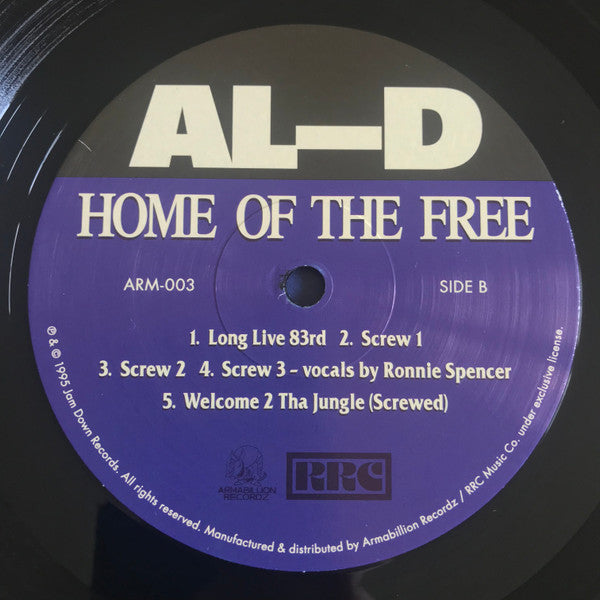 AL–D
HOME OF THE FREE
ARM-003
SIDE B
1. Long Live 83rd 2. Screw 1
3. Screw 2 4. Screw 3 – vocals by Ronnie Spencer
5. Welcome 2 Tha Jungle (Screwed)
ARMABILLION
RECORDZ
RRC
℗ & © 1995 Jam Down Records. All rights reserved. Manufactured & distributed by Armabillion Recordz / RRC Music Co. under exclusive license.